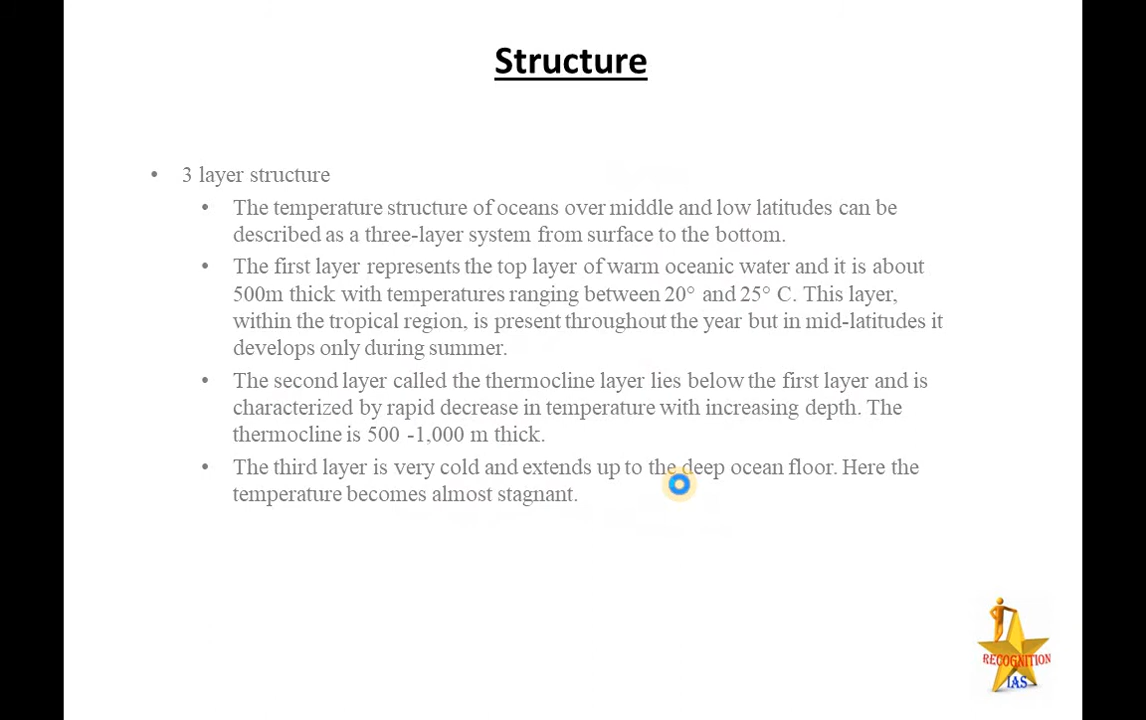 Structure
• 3 layer structure
• The temperature structure of oceans over middle and low latitudes can be
described as a three-layer system from surface to the bottom.
• The first layer represents the top layer of warm oceanic water and it is about
500m thick with temperatures ranging between 20° and 25° C. This layer,
within the tropical region, is present throughout the year but in mid-latitudes it
develops only during summer.
• The second layer called the thermocline layer lies below the first layer and is
characterized by rapid decrease in temperature with increasing depth. The
thermocline is 500 -1,000 m thick.
• The third layer is very cold and extends up to the deep ocean floor. Here the
temperature becomes almost stagnant.
RECOGNITION
IAS